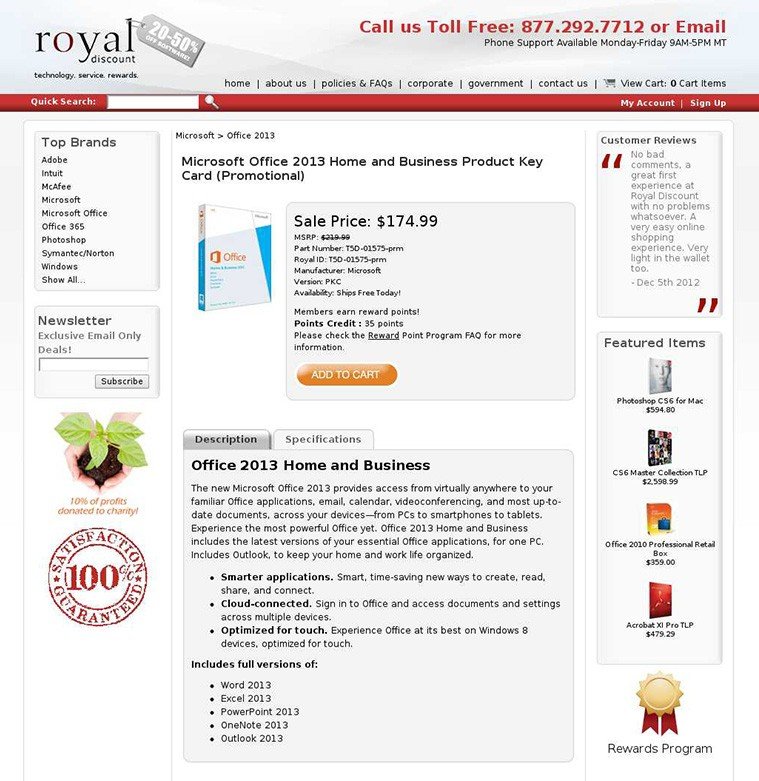 royal
discount
20-50%
OFF SOFTWARE!
technology. service. rewards.
Call us Toll Free: 877.292.7712 or Email
Phone Support Available Monday-Friday 9AM-5PM MT
home | about us | policies & FAQs | corporate | government | contact us | View Cart: 0 Cart Items
Quick Search:
My Account | Sign Up
Top Brands
Adobe
Intuit
McAfee
Microsoft
Microsoft Office
Office 365
Photoshop
Symantec/Norton
Windows
Show All...
Newsletter
Exclusive Email Only
Deals!
Subscribe
10% of profits
donated to charity!
SATISFACTION
100%
GUARANTEED
Microsoft > Office 2013
Microsoft Office 2013 Home and Business Product Key
Card (Promotional)
Office
Sale Price: $174.99
MSRP: $219.99
Part Number: T5D-01575-prm
Royal ID: T5D-01575-prm
Manufacturer: Microsoft
Version: PKC
Availability: Ships Free Today!
Members earn reward points!
Points Credit : 35 points
Please check the Reward Point Program FAQ for more
information.
ADD TO CART
Description
Specifications
Office 2013 Home and Business
The new Microsoft Office 2013 provides access from virtually anywhere to your
familiar Office applications, email, calendar, videoconferencing, and most up-to-
date documents, across your devices—from PCs to smartphones to tablets.
Experience the most powerful Office yet. Office 2013 Home and Business
includes the latest versions of your essential Office applications, for one PC.
Includes Outlook, to keep your home and work life organized.
• Smarter applications. Smart, time-saving new ways to create, read,
share, and connect.
• Cloud-connected. Sign in to Office and access documents and settings
across multiple devices.
• Optimized for touch. Experience Office at its best on Windows 8
devices, optimized for touch.
Includes full versions of:
• Word 2013
• Excel 2013
• PowerPoint 2013
• OneNote 2013
• Outlook 2013
Customer Reviews
“ No bad
comments, a
great first
experience at
Royal Discount
with no problems
whatsoever. A
very easy online
shopping
experience. Very
light in the wallet
too.
- Dec 5th 2012
”
Featured Items
Photoshop CS6 for Mac
$594.80
CS6 Master Collection TLP
$2,598.99
Office 2010 Professional Retail
Box
$359.00
Acrobat XI Pro TLP
$479.29
Rewards Program